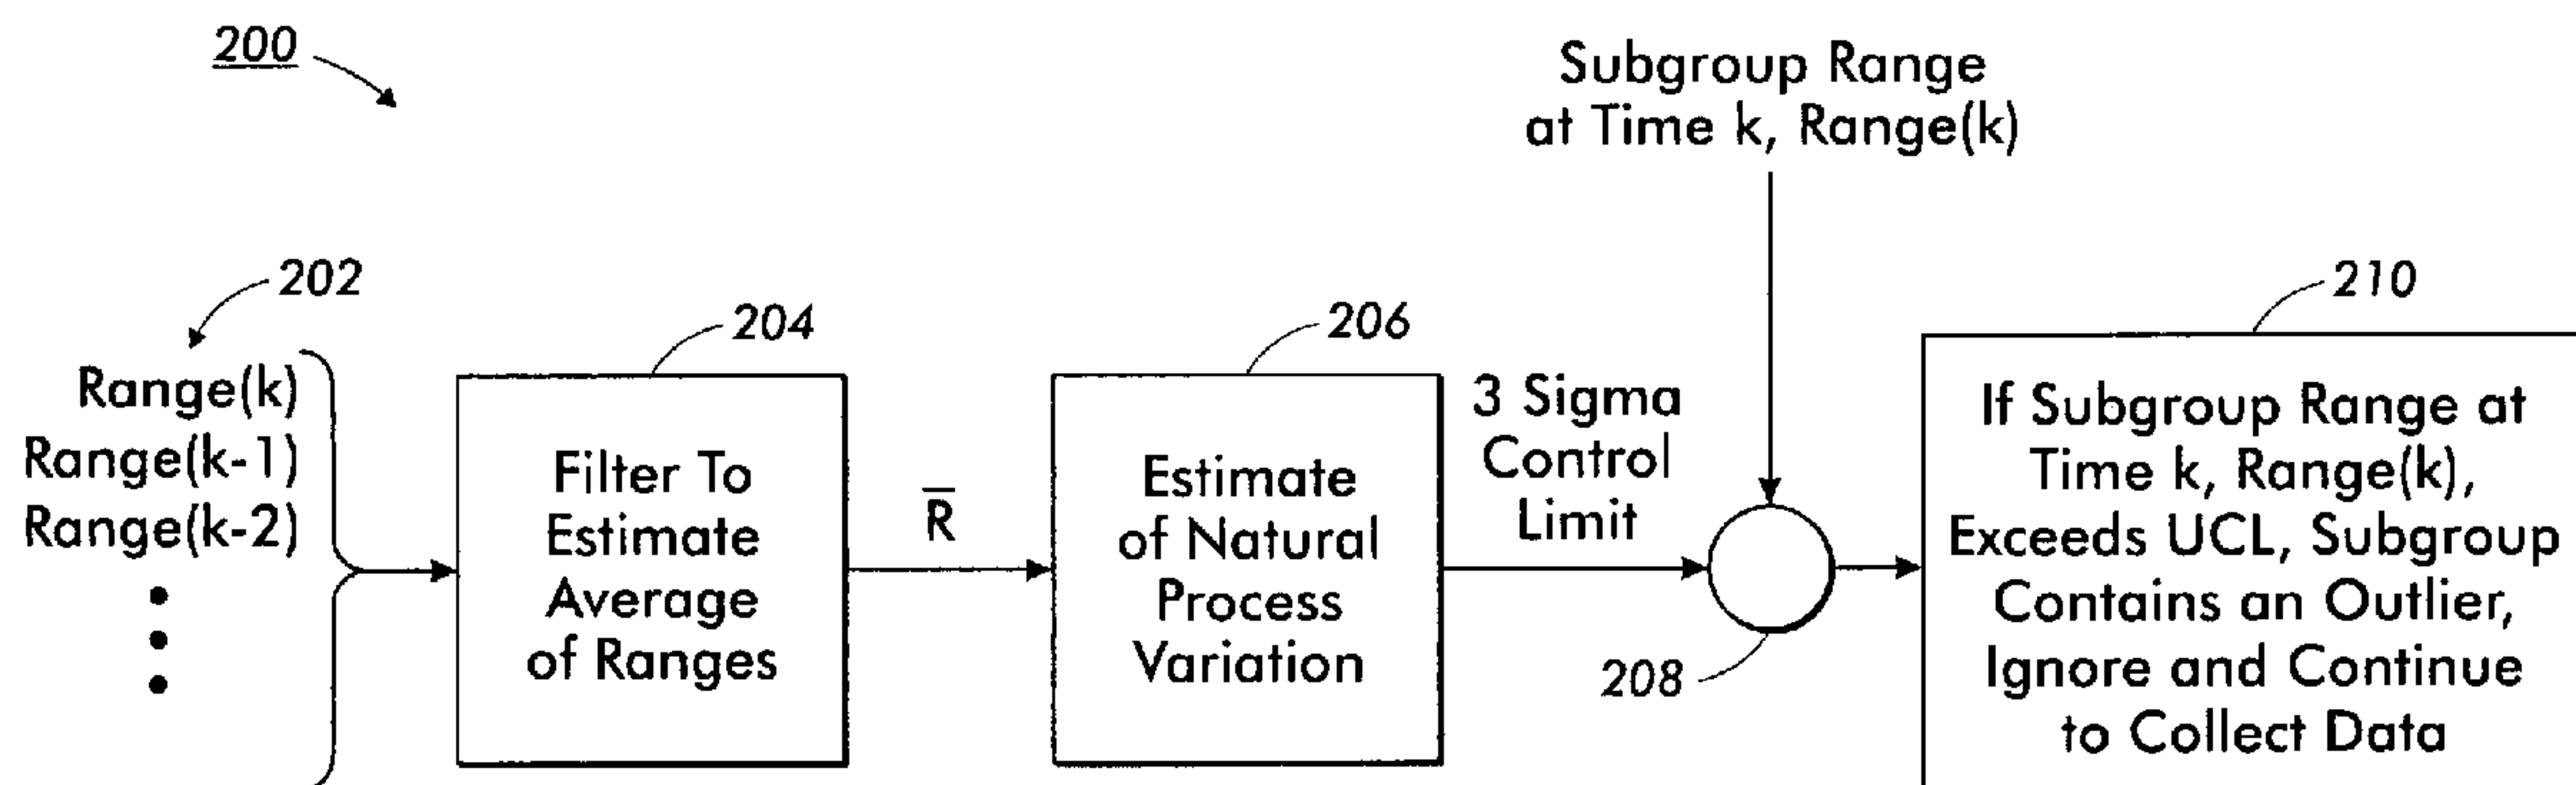 200
Subgroup Range
at Time k, Range(k)
202
Range(k)
Range(k-1)
Range(k-2)
204
Filter To
Estimate
Average
of Ranges
R̅
206
Estimate
of Natural
Process
Variation
3 Sigma
Control
Limit
208
210
If Subgroup Range at
Time k, Range(k),
Exceeds UCL, Subgroup
Contains an Outlier,
Ignore and Continue
to Collect Data